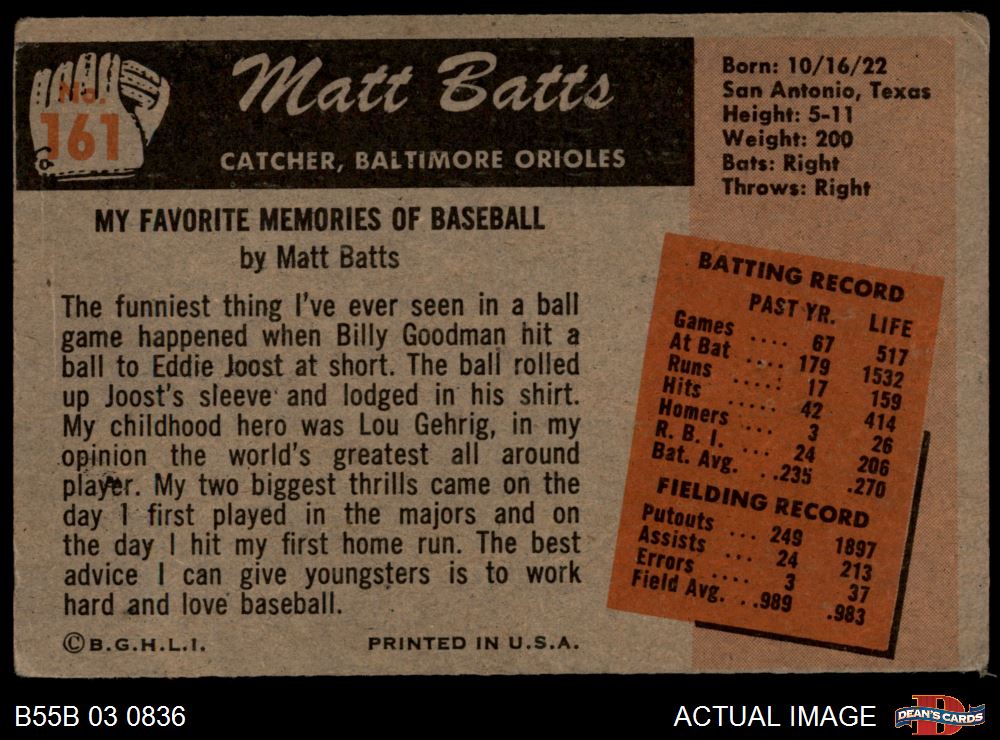 No.
161
Matt Batts
CATCHER, BALTIMORE ORIOLES
Born: 10/16/22
San Antonio, Texas
Height: 5-11
Weight: 200
Bats: Right
Throws: Right
MY FAVORITE MEMORIES OF BASEBALL
by Matt Batts
The funniest thing I've ever seen in a ball
game happened when Billy Goodman hit a
ball to Eddie Joost at short. The ball rolled
up Joost's sleeve and lodged in his shirt.
My childhood hero was Lou Gehrig, in my
opinion the world's greatest all around
player. My two biggest thrills came on the
day I first played in the majors and on
the day I hit my first home run. The best
advice I can give youngsters is to work
hard and love baseball.
©B.G.H.L.I. PRINTED IN U.S.A.
BATTING RECORD
PAST YR. LIFE
Games .... 67 517
At Bat .... 179 1532
Runs ..... 17 159
Hits ..... 42 414
Homers ... 3 26
R. B. I. ... 24 206
Bat. Avg. ..235 .270
FIELDING RECORD
Putouts ... 249 1897
Assists ... 24 213
Errors .... 3 37
Field Avg. ..989 .983
B55B 03 0836
ACTUAL IMAGE
D
DEAN'S CARDS